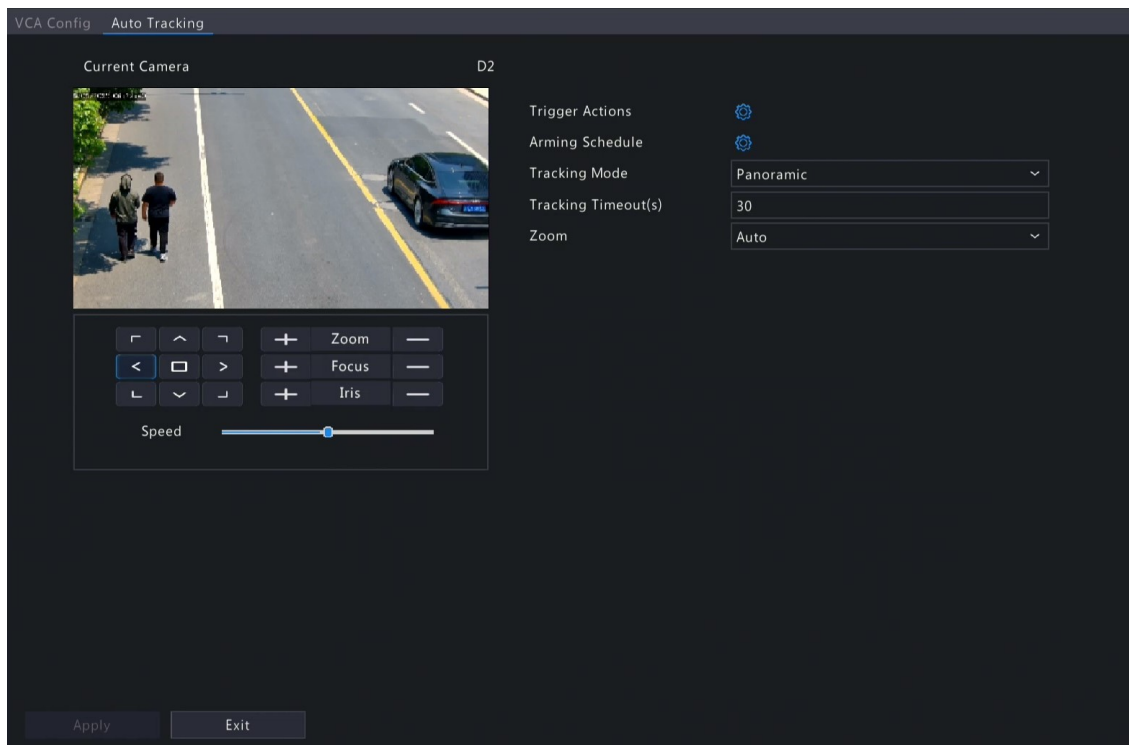 VCA Config Auto Tracking
Current Camera D2
Trigger Actions
Arming Schedule
Tracking Mode Panoramic
Tracking Timeout(s) 30
Zoom Auto
Zoom
Focus
Iris
Speed
Apply Exit